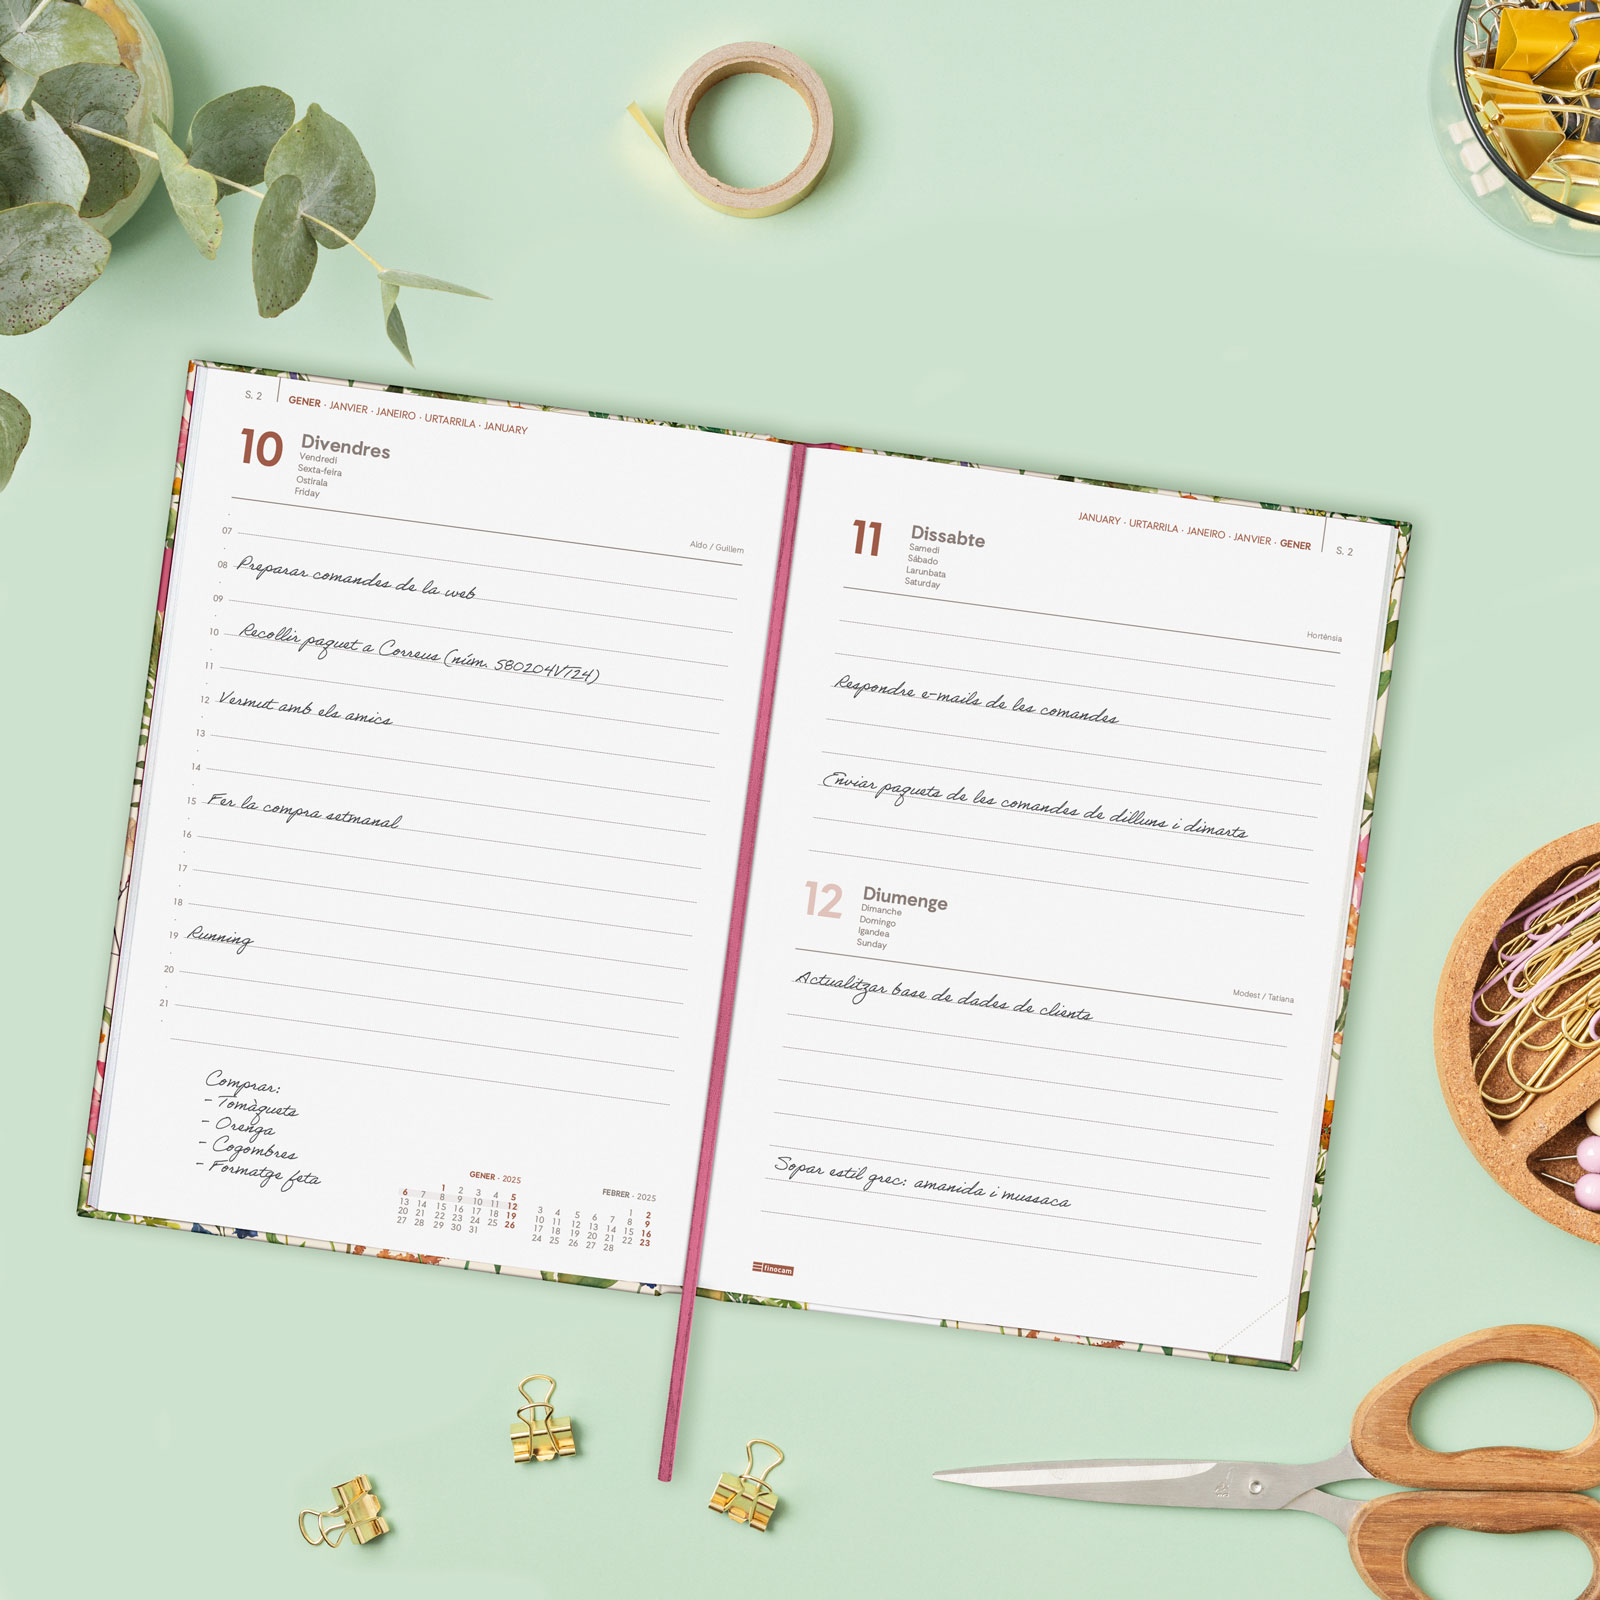 S. 2
GENER · JANVIER · JANEIRO · URTARRILA · JANUARY
10
Divendres
Vendredi
Sexta-feira
Ostirala
Friday
Aldo / Guillem
07
08 Preparar comandes de la web
09
10 Recollir paquet a Correus (núm. 580204VT24)
11
12 Vermut amb els amics
13
14
15 Fer la compra setmanal
16
17
18
19 Running
20
21
Comprar:
- Tomàquets
- Orenga
- Cogombres
- Formatge feta
GENER · 2025
1 2 3 4 5
6 7 8 9 10 11 12
13 14 15 16 17 18 19
20 21 22 23 24 25 26
27 28 29 30 31
FEBRER · 2025
1 2
3 4 5 6 7 8 9
10 11 12 13 14 15 16
17 18 19 20 21 22 23
24 25 26 27 28
JANUARY · URTARRILA · JANEIRO · JANVIER · GENER
S. 2
11
Dissabte
Samedi
Sábado
Larunbata
Saturday
Hortènsia
Respondre e-mails de les comandes
Enviar paquets de les comandes de dilluns i dimarts
12
Diumenge
Dimanche
Domingo
Igandea
Sunday
Modest / Tatiana
Actualitzar base de dades de clients
Sopar estil grec: amanida i mussaca
finocam